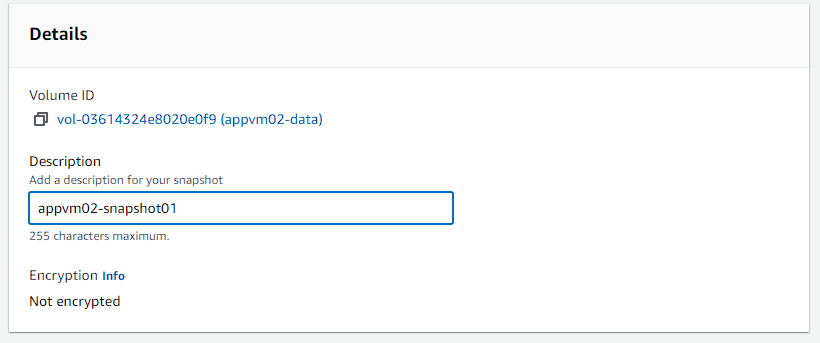 Details
Volume ID
vol-03614324e8020e0f9 (appvm02-data)
Description
Add a description for your snapshot
appvm02-snapshot01
255 characters maximum.
Encryption Info
Not encrypted